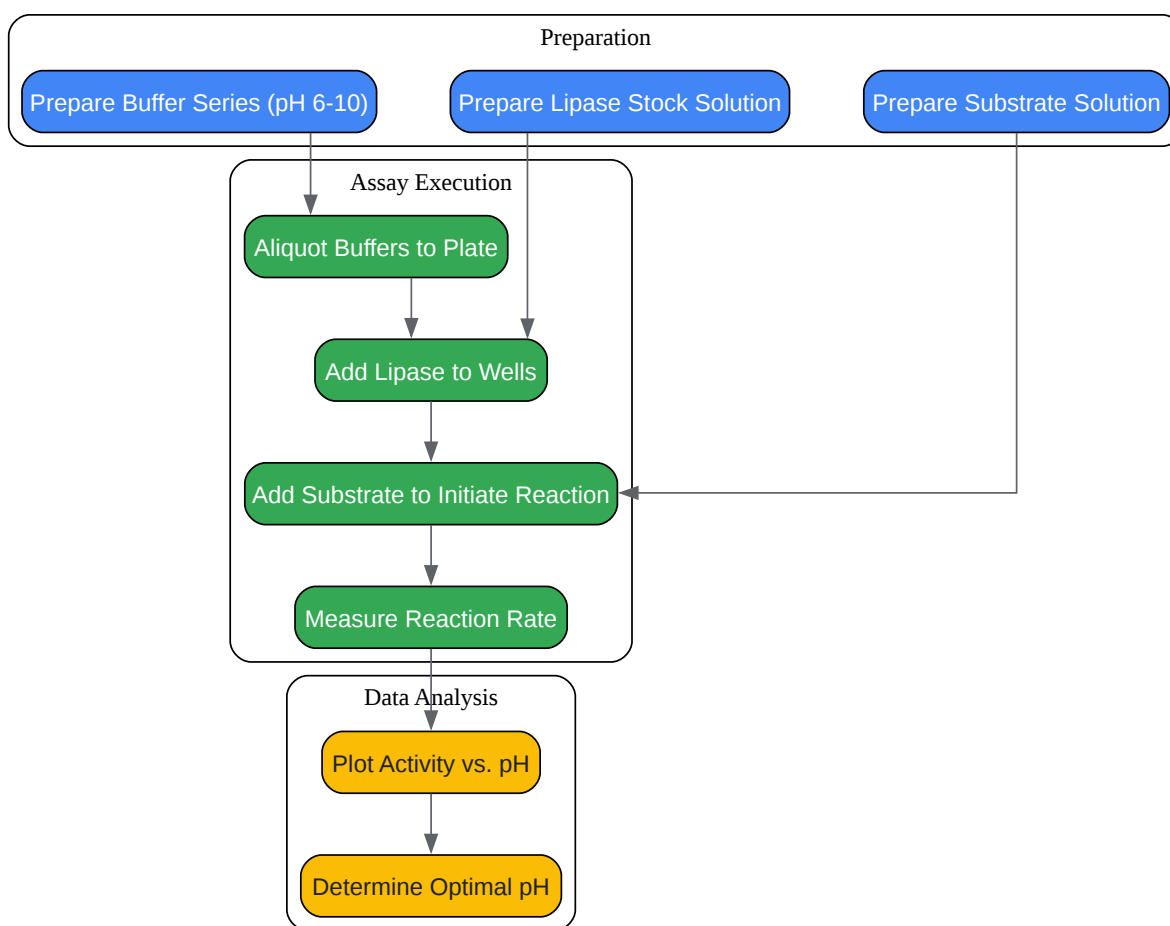 Preparation
Prepare Buffer Series (pH 6-10)
Prepare Lipase Stock Solution
Prepare Substrate Solution
Assay Execution
Aliquot Buffers to Plate
Add Lipase to Wells
Add Substrate to Initiate Reaction
Measure Reaction Rate
Data Analysis
Plot Activity vs. pH
Determine Optimal pH